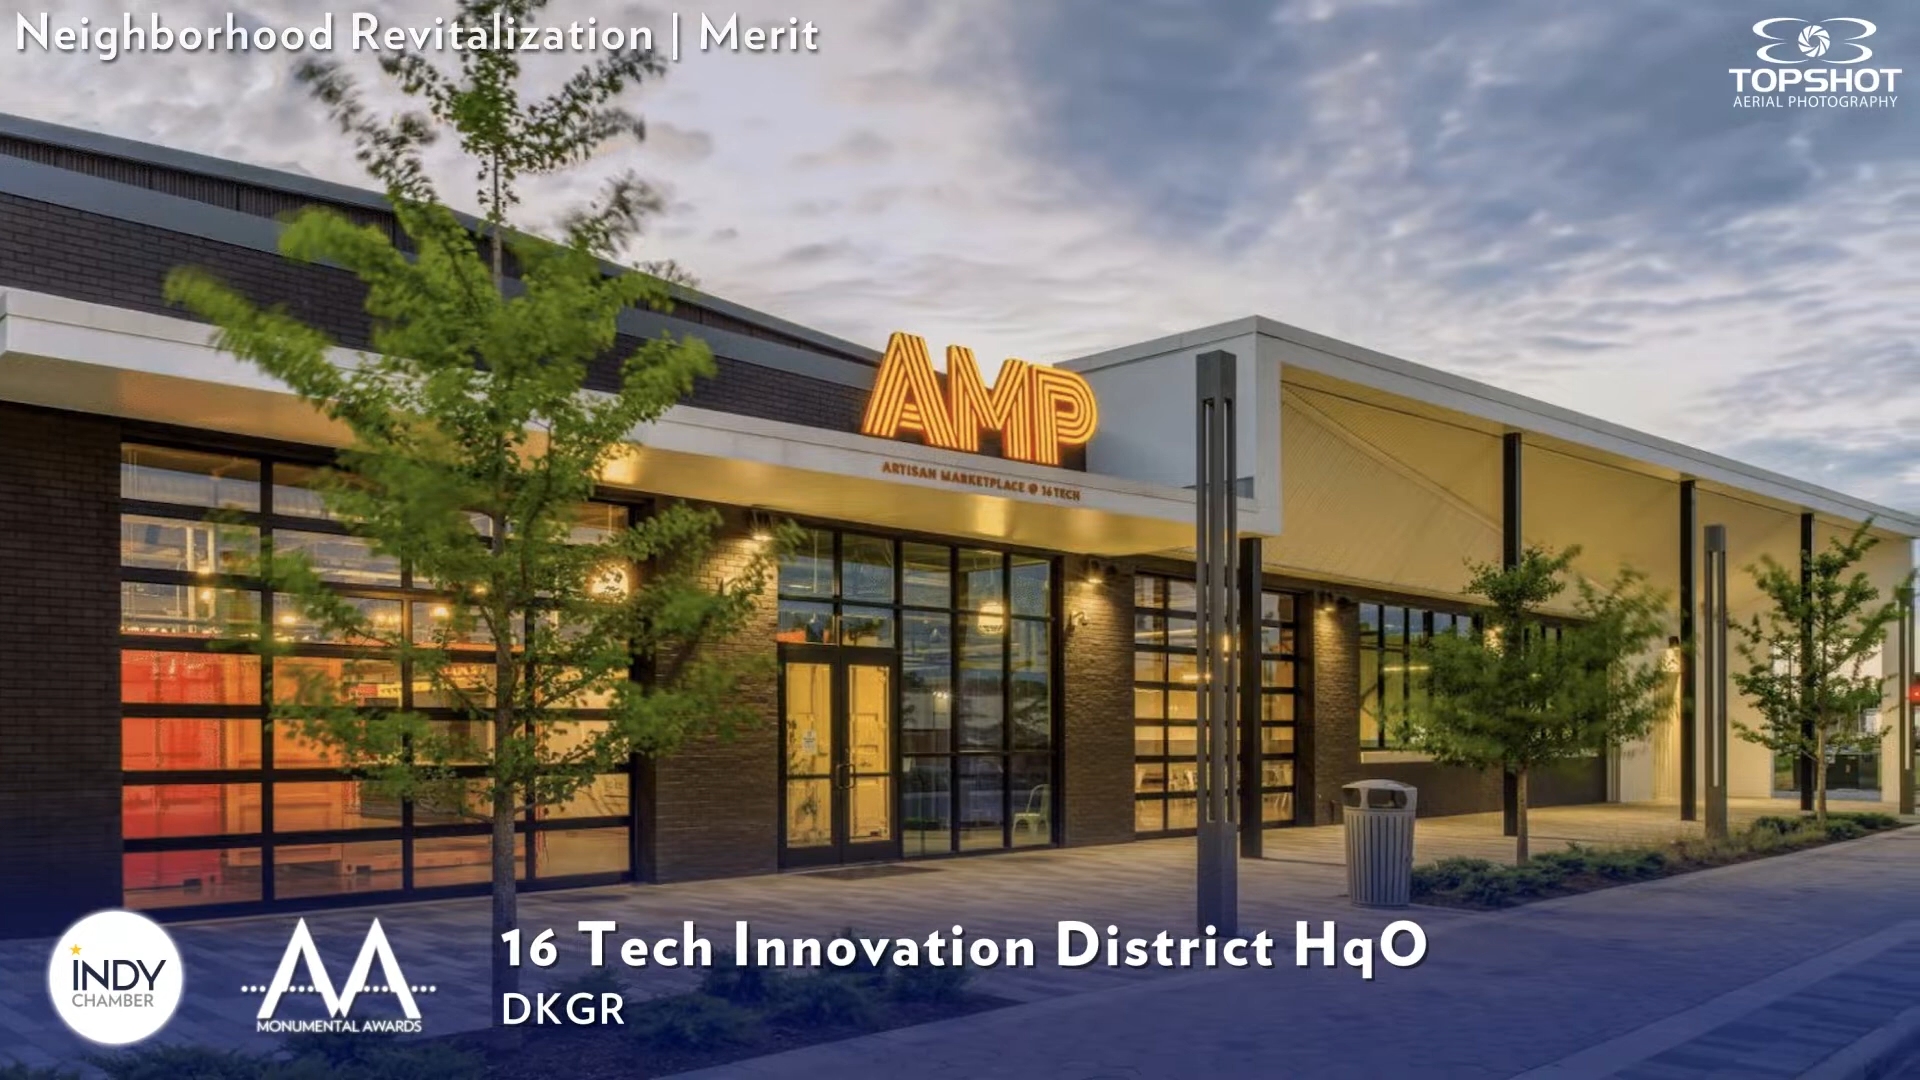 Neighborhood Revitalization | Merit
TOPSHOT
AERIAL PHOTOGRAPHY
AMP
ARTISAN MARKETPLACE @ 16 TECH
INDY
CHAMBER
MONUMENTAL AWARDS
16 Tech Innovation District HqO
DKGR